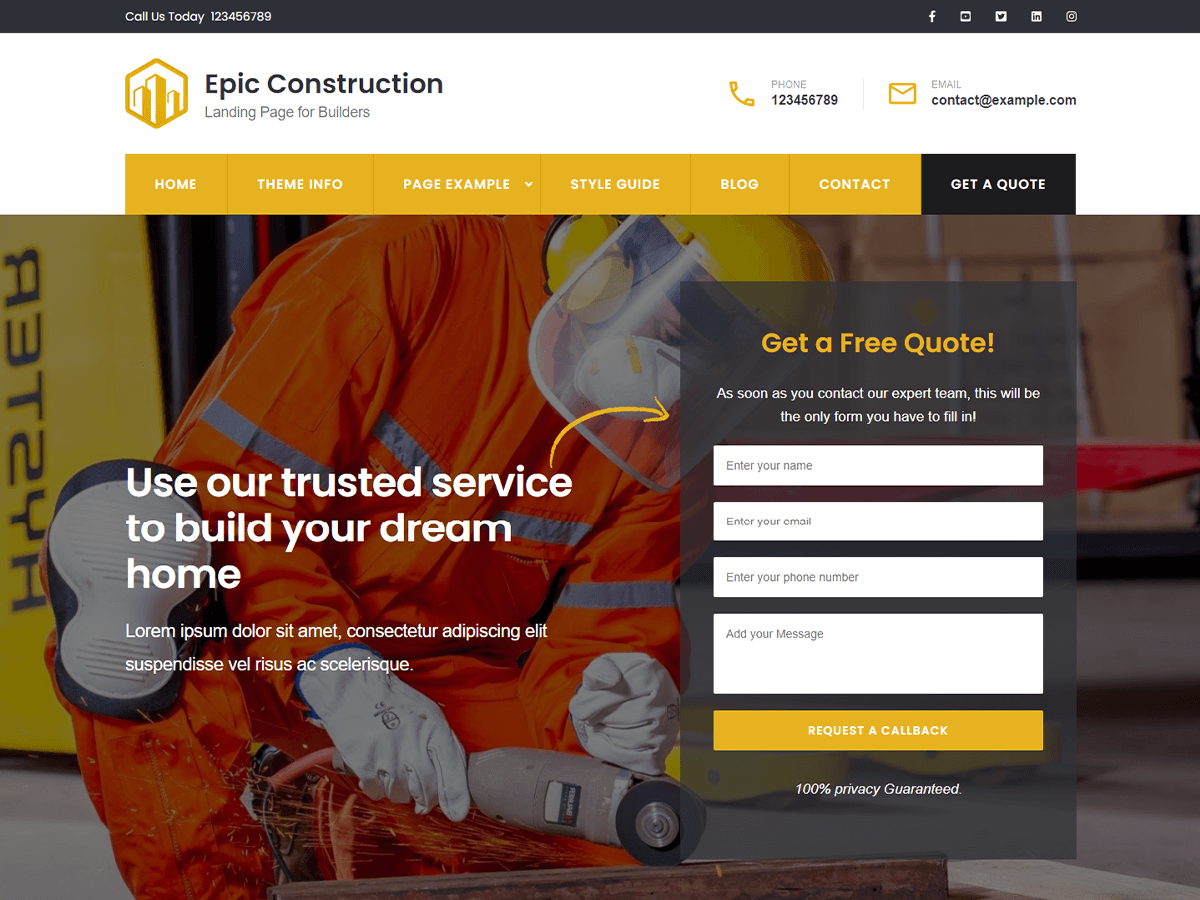 Call Us Today 123456789
Epic Construction
Landing Page for Builders
PHONE
123456789
EMAIL
contact@example.com
HOME
THEME INFO
PAGE EXAMPLE
STYLE GUIDE
BLOG
CONTACT
GET A QUOTE
Use our trusted service
to build your dream
home
Lorem ipsum dolor sit amet, consectetur adipiscing elit
suspendisse vel risus ac scelerisque.
Get a Free Quote!
As soon as you contact our expert team, this will be
the only form you have to fill in!
Enter your name
Enter your email
Enter your phone number
Add your Message
REQUEST A CALLBACK
100% privacy Guaranteed.